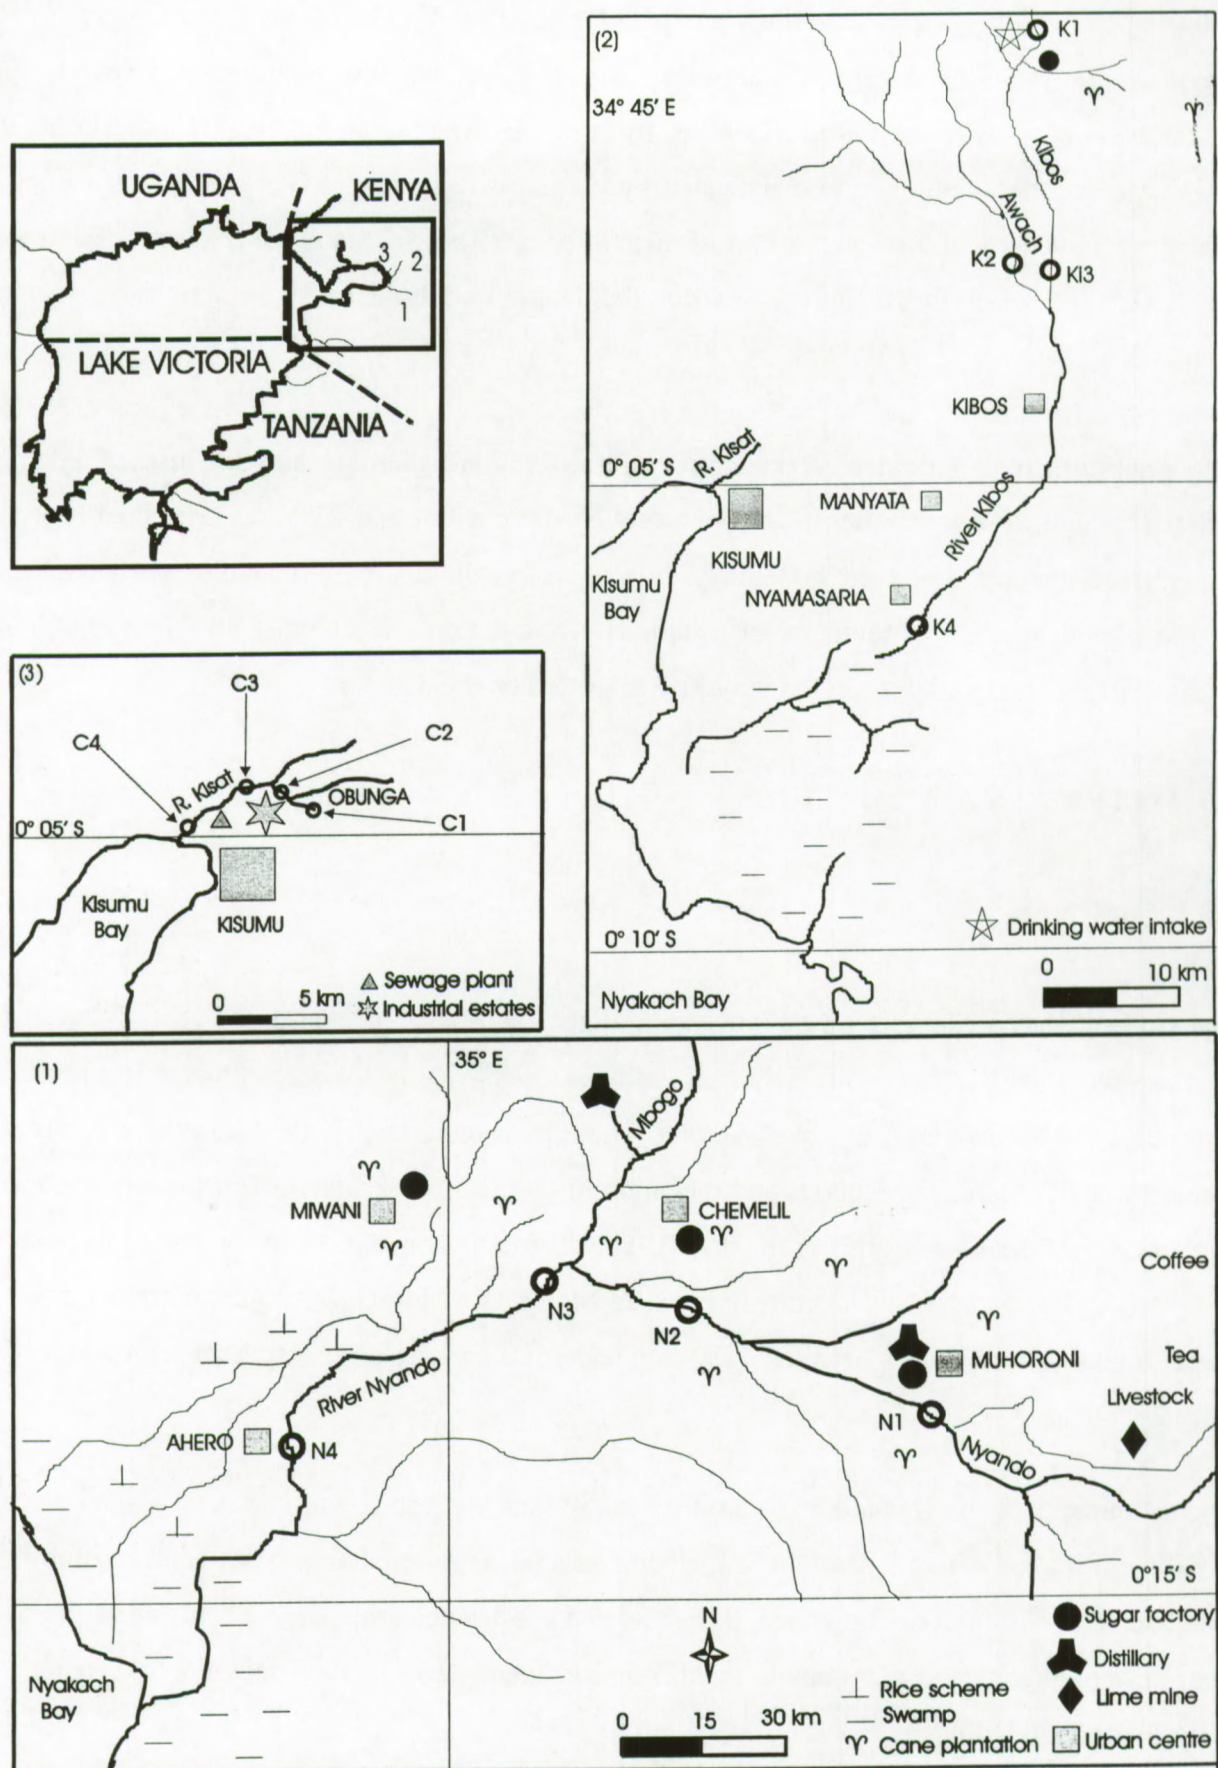 UGANDA
KENYA
3
2
1
LAKE VICTORIA
TANZANIA
(2)
K1
34° 45′ E
Kibos
Awach
K2
KI3
KIBOS
R. Kisat
0° 05′ S
MANYATA
River Kibos
KISUMU
Kisumu
Bay
NYAMASARIA
K4
Drinking water intake
0° 10′ S
0
10 km
Nyakach Bay
(3)
C3
C4
C2
R. Kisat
OBUNGA
C1
0° 05′ S
Kisumu
Bay
KISUMU
Sewage plant
0
5 km
Industrial estates
(1)
35° E
Mbogo
MIWANI
CHEMELIL
Coffee
N3
N2
Tea
MUHORONI
River Nyando
Livestock
N1
AHERO
N4
Nyando
0°15′ S
N
Sugar factory
Distillary
Nyakach
Bay
Rice scheme
Lime mine
0
15
30 km
Swamp
Cane plantation
Urban centre